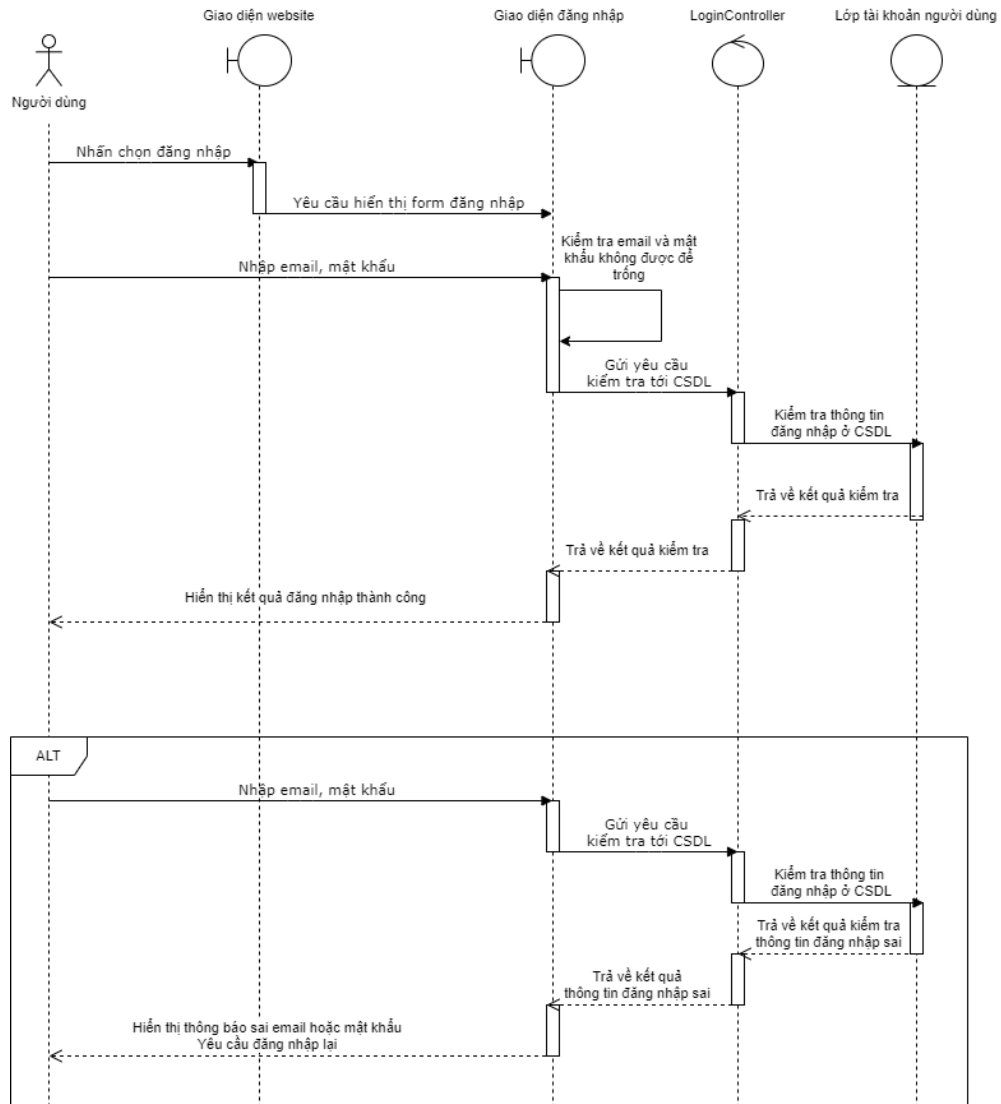 Giao diện website
Giao diện đăng nhập
LoginController
Lớp tài khoản người dùng
Người dùng
Nhấn chọn đăng nhập
Yêu cầu hiển thị form đăng nhập
Kiểm tra email và mật
khẩu không được để
trống
Nhập email, mật khẩu
Gửi yêu cầu
kiểm tra tới CSDL
Kiểm tra thông tin
đăng nhập ở CSDL
Trả về kết quả kiểm tra
Trả về kết quả kiểm tra
Hiển thị kết quả đăng nhập thành công
ALT
Nhập email, mật khẩu
Gửi yêu cầu
kiểm tra tới CSDL
Kiểm tra thông tin
đăng nhập ở CSDL
Trả về kết quả kiểm tra
thông tin đăng nhập sai
Trả về kết quả
thông tin đăng nhập sai
Hiển thị thông báo sai email hoặc mật khẩu
Yêu cầu đăng nhập lại